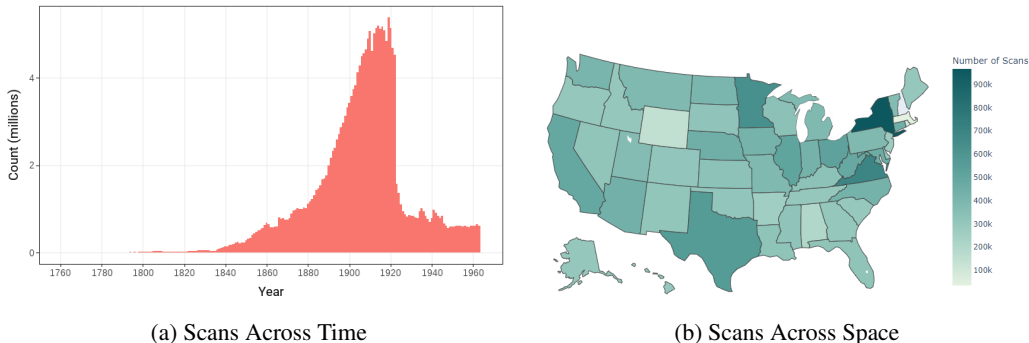 Count (millions)
4
2
0
1760 1780 1800 1820 1840 1860 1880 1900 1920 1940 1960
Year
(a) Scans Across Time
Number of Scans
900k
800k
700k
600k
500k
400k
300k
200k
100k
(b) Scans Across Space